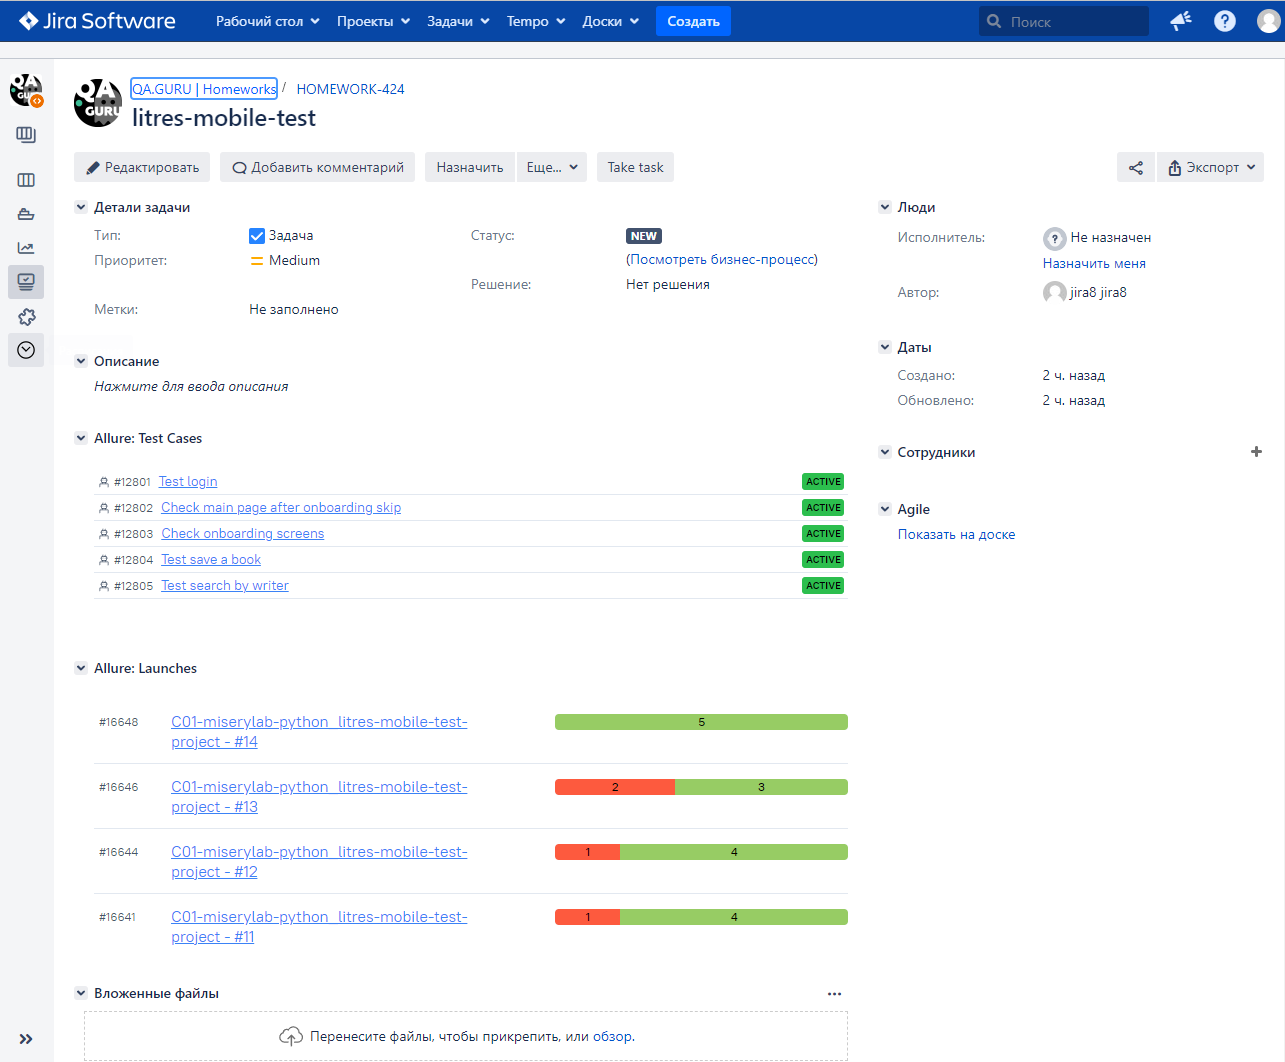 Jira Software
Рабочий стол Проекты Задачи Tempo Доски Создать Поиск
QA.GURU | Homeworks / HOMEWORK-424
litres-mobile-test
Редактировать Добавить комментарий Назначить Еще... Take task Экспорт
Детали задачи
Тип: Задача
Приоритет: Medium
Метки: Не заполнено
Статус: NEW
(Посмотреть бизнес-процесс)
Решение: Нет решения
Описание
Нажмите для ввода описания
Allure: Test Cases
#12801 Test login ACTIVE
#12802 Check main page after onboarding skip ACTIVE
#12803 Check onboarding screens ACTIVE
#12804 Test save a book ACTIVE
#12805 Test search by writer ACTIVE
Allure: Launches
#16648 C01-miserylab-python_litres-mobile-test-
project - #14 5
#16646 C01-miserylab-python_litres-mobile-test-
project - #13 2 3
#16644 C01-miserylab-python_litres-mobile-test-
project - #12 1 4
#16641 C01-miserylab-python_litres-mobile-test-
project - #11 1 4
Вложенные файлы
Перенесите файлы, чтобы прикрепить, или обзор.
Люди
Исполнитель: Не назначен
Назначить меня
Автор: jira8 jira8
Даты
Создано: 2 ч. назад
Обновлено: 2 ч. назад
Сотрудники
Agile
Показать на доске